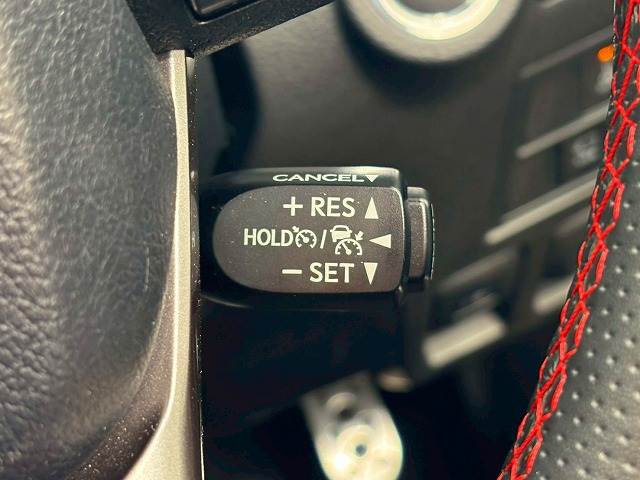 CANCEL▼
+ RES ▲
HOLD / ◀
− SET ▼